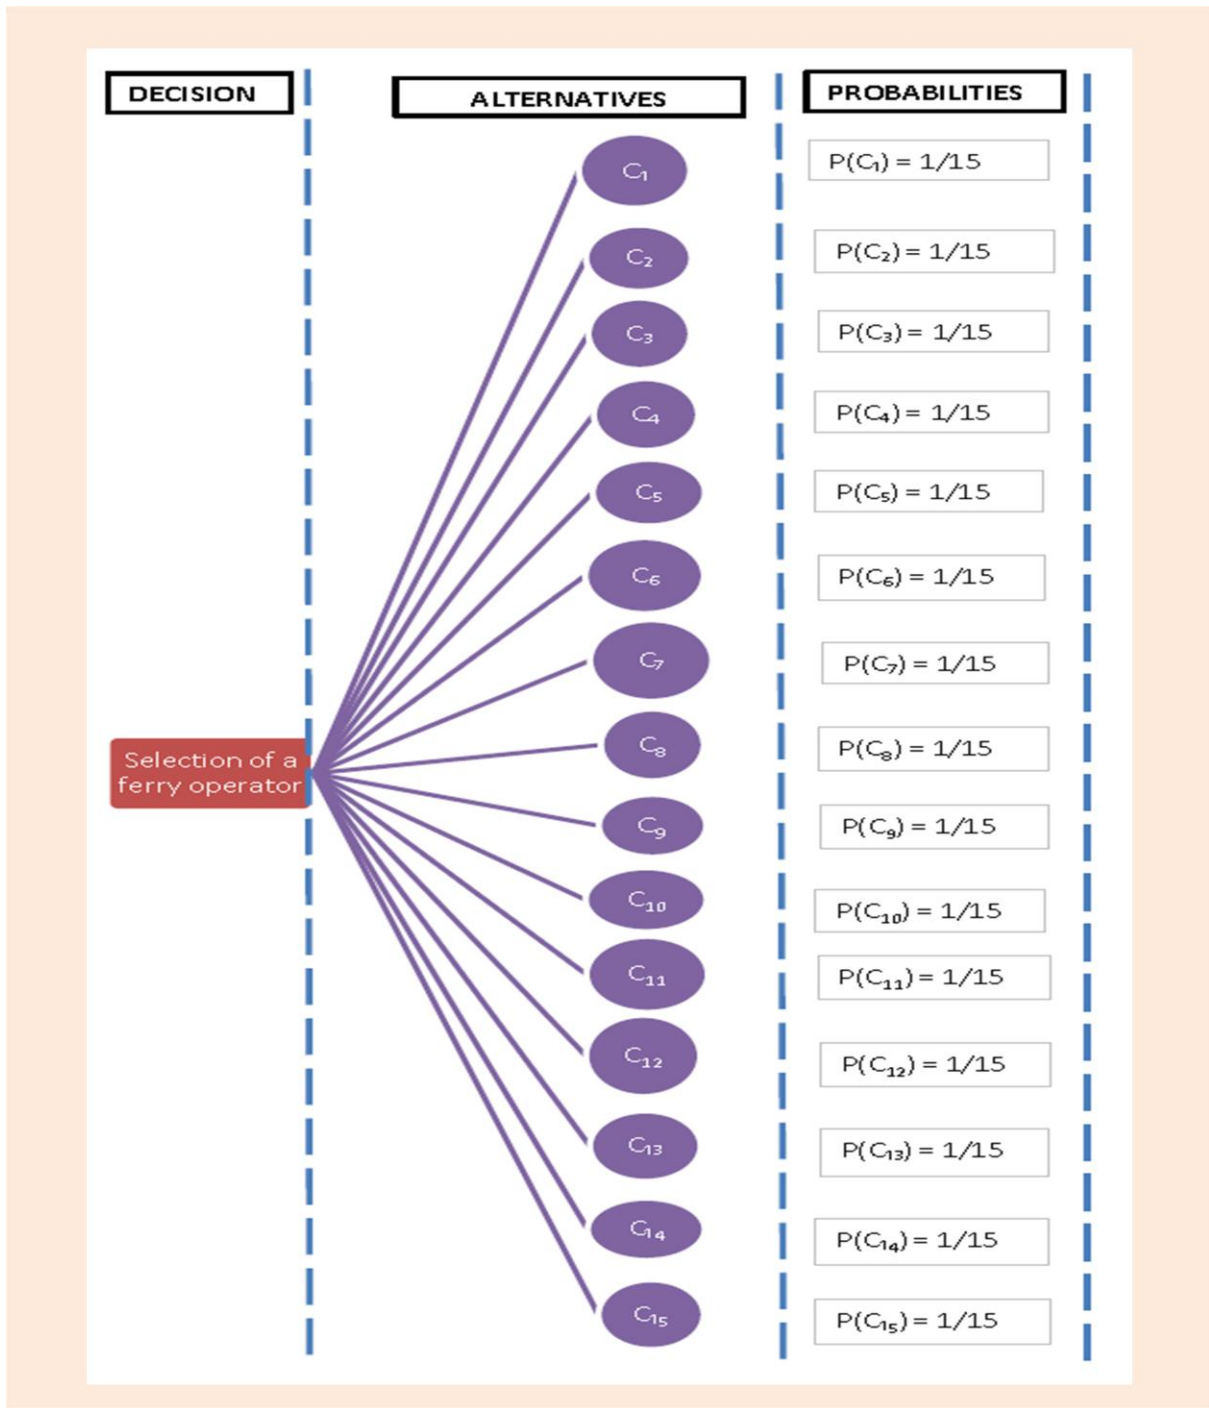 DECISION
ALTERNATIVES
PROBABILITIES
C₁
P(C₁) = 1/15
C₂
P(C₂) = 1/15
C₃
P(C₃) = 1/15
C₄
P(C₄) = 1/15
C₅
P(C₅) = 1/15
C₆
P(C₆) = 1/15
C₇
P(C₇) = 1/15
Selection of a
ferry operator
C₈
P(C₈) = 1/15
C₉
P(C₉) = 1/15
C₁₀
P(C₁₀) = 1/15
C₁₁
P(C₁₁) = 1/15
C₁₂
P(C₁₂) = 1/15
C₁₃
P(C₁₃) = 1/15
C₁₄
P(C₁₄) = 1/15
C₁₅
P(C₁₅) = 1/15